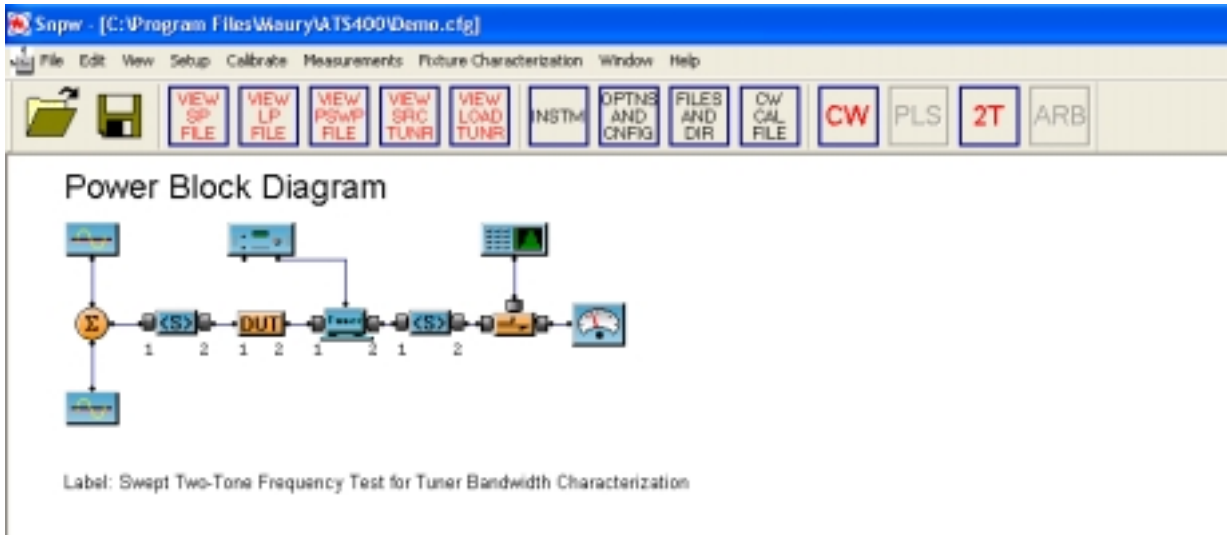 Snpw - [C:\Program Files\Maury\ATS400\Demo.cfg]
File Edit View Setup Calibrate Measurements Fixture Characterization Window Help
VIEW SP FILE
VIEW LP FILE
VIEW PSWP FILE
VIEW SRC TUNR
VIEW LOAD TUNR
INSTM
OPTNS AND CNFIG
FILES AND DIR
CW CAL FILE
CW
PLS
2T
ARB
Power Block Diagram
Σ <S> DUT Tuner <S>
1 2 1 2 1 2 1 2
Label: Swept Two-Tone Frequency Test for Tuner Bandwidth Characterization